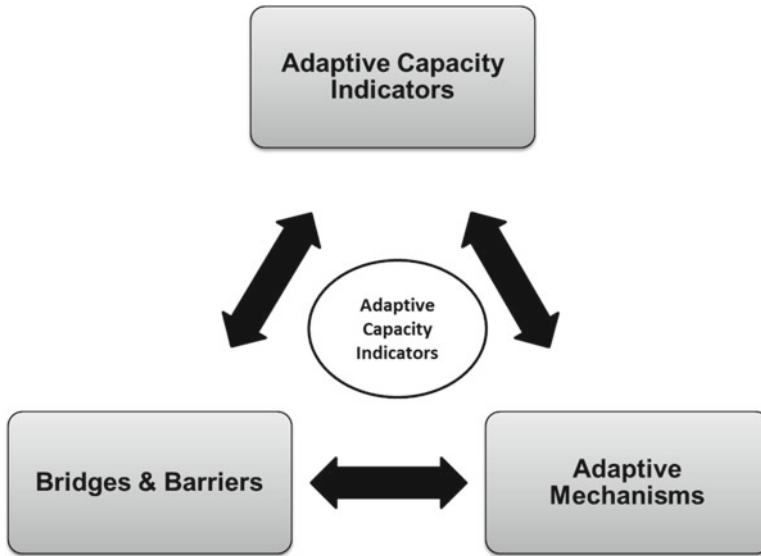 Adaptive Capacity
Indicators
Adaptive
Capacity
Indicators
Bridges & Barriers
Adaptive
Mechanisms